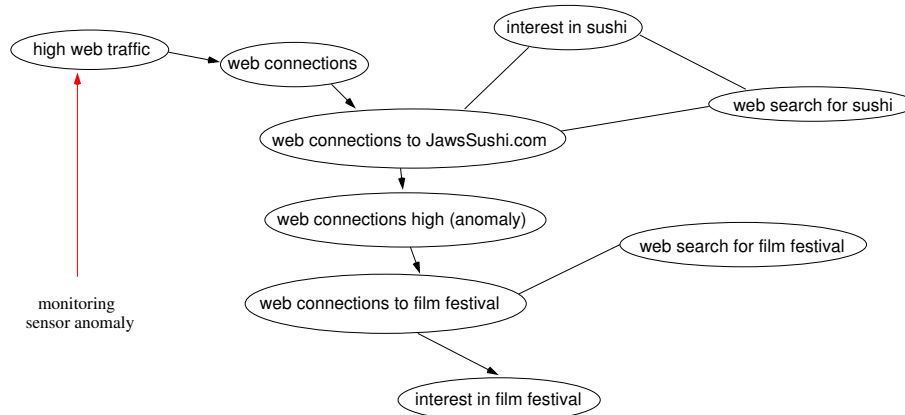 interest in sushi
high web traffic
web connections
web search for sushi
web connections to JawsSushi.com
web connections high (anomaly)
web search for film festival
web connections to film festival
monitoring
sensor anomaly
interest in film festival